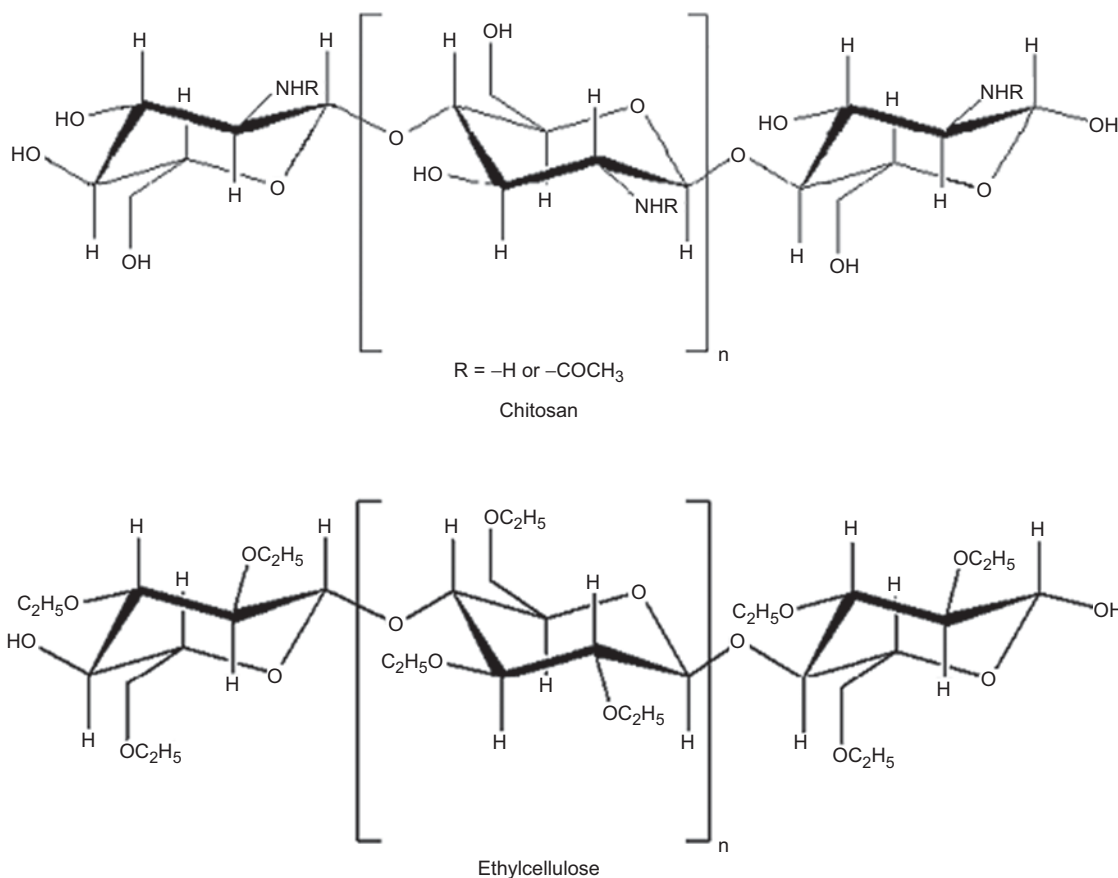 OH
H H H
NHR H NHR
H H H
HO O HO OH
HO O HO O
O H H NHR H O
H OH H H H OH
n
R = –H or –COCH3
Chitosan
OC2H5
H H H H H
OC2H5 OC2H5
H H O H
C2H5O C2H5O OH
HO O C2H5O O
H O H OC2H5 H O
H OC2H5 H H H OC2H5
n
Ethylcellulose